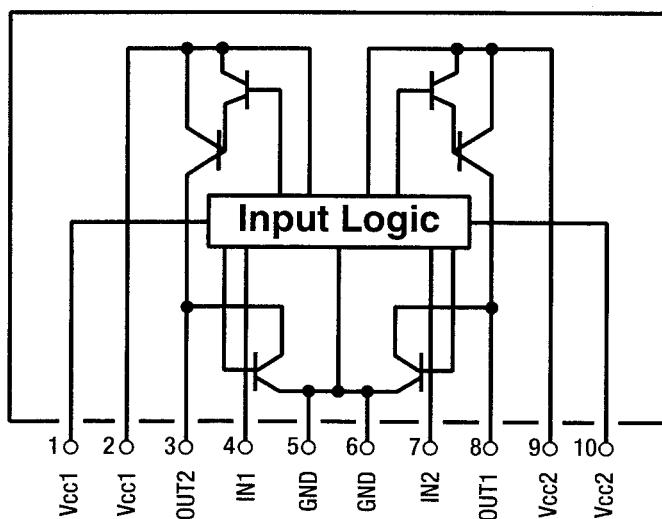 Input Logic
1 2 3 4 5 6 7 8 9 10
Vcc1
Vcc1
OUT2
IN1
GND
GND
IN2
OUT1
Vcc2
Vcc2